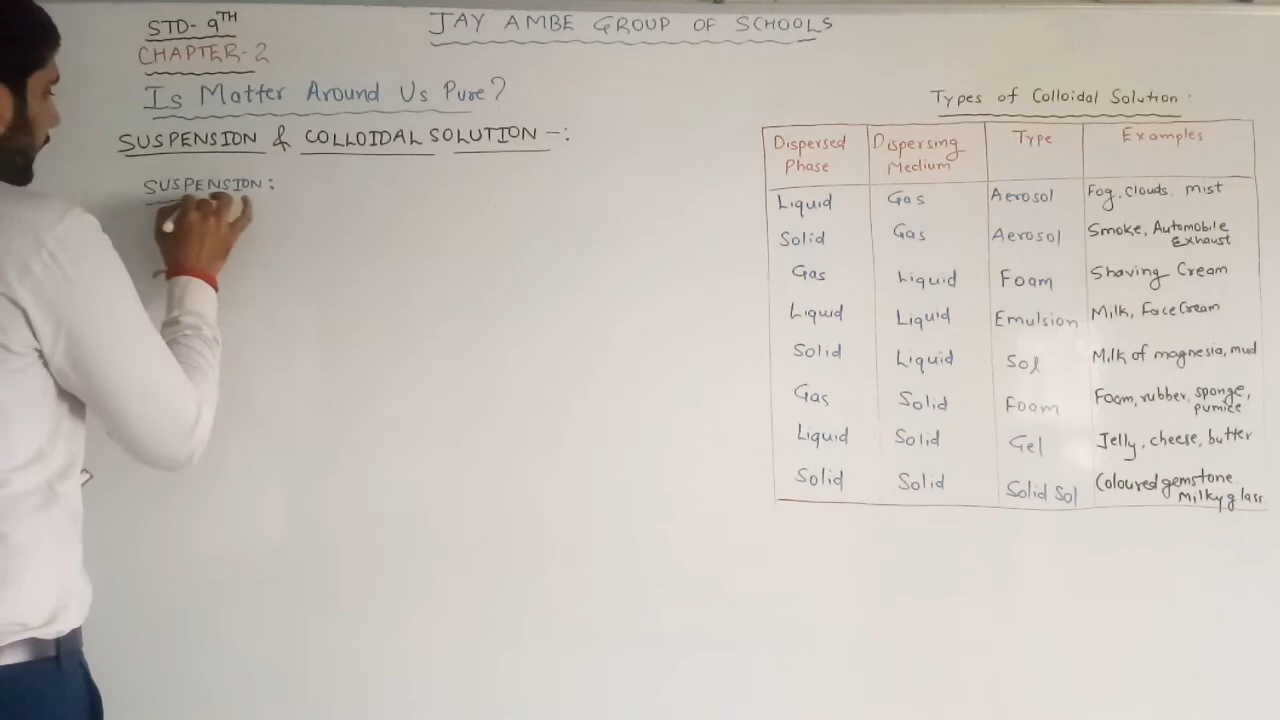 STD-9TH
JAY AMBE GROUP OF SCHOOLS
CHAPTER-2
Is Matter Around Us Pure?
SUSPENSION & COLLOIDAL SOLUTION -:
SUSPENSION:
Types of Colloidal Solution:
Dispersed Phase Dispersing Medium Type Examples
Liquid Gas Aerosol Fog, clouds, mist
Solid Gas Aerosol Smoke, Automobile Exhaust
Gas Liquid Foam Shaving Cream
Liquid Liquid Emulsion Milk, Face Cream
Solid Liquid Sol Milk of magnesia, mud
Gas Solid Foam Foam, rubber, sponge, pumice
Liquid Solid Gel Jelly, cheese, butter
Solid Solid Solid Sol Coloured gemstone Milky glass